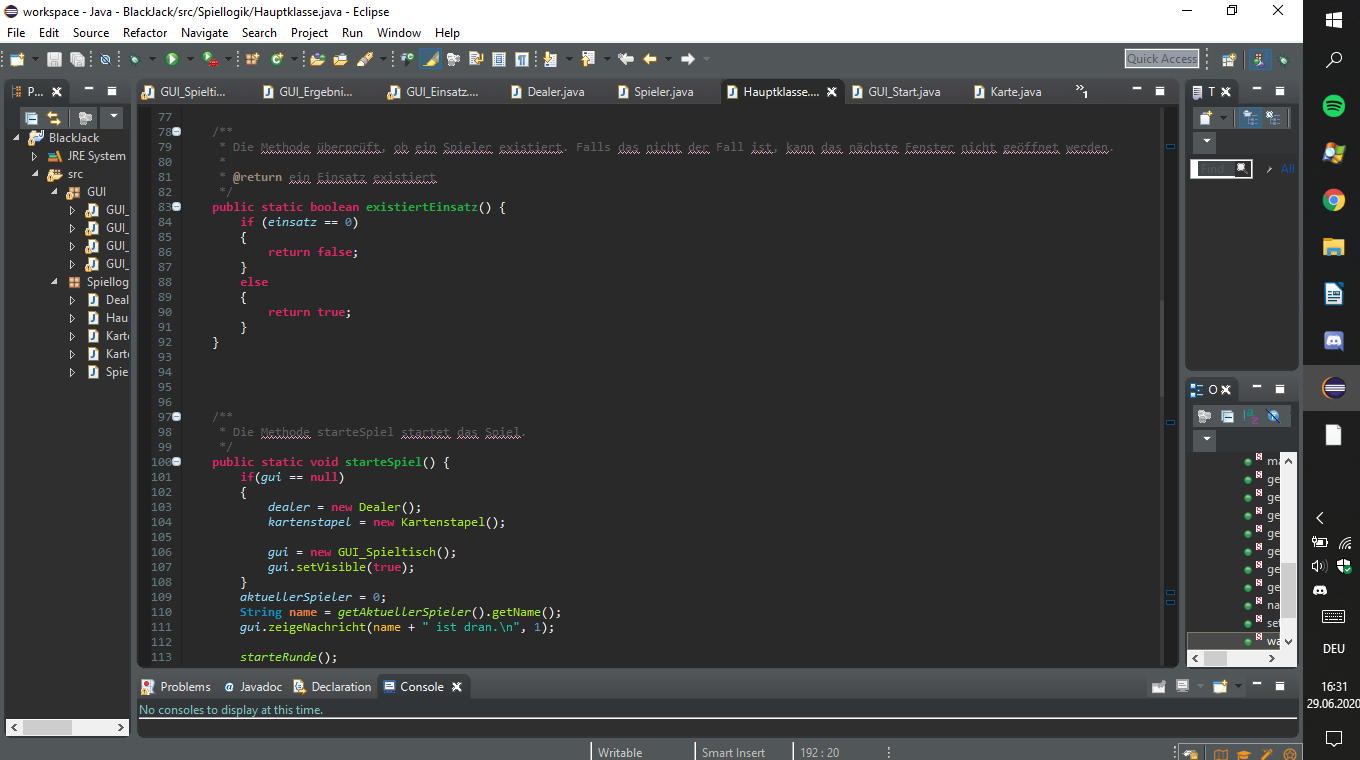 workspace - Java - BlackJack/src/Spiellogik/Hauptklasse.java - Eclipse
File Edit Source Refactor Navigate Search Project Run Window Help
Quick Access
P...
GUI_Spielti...
GUI_Ergebni...
GUI_Einsatz....
Dealer.java
Spieler.java
Hauptklasse....
GUI_Start.java
Karte.java
»1
T
BlackJack
JRE System
src
GUI
GUI_
GUI_
GUI_
GUI_
Spiellog
Deal
Hau
Kart
Kart
Spie
77
78 /**
79 * Die Methode überprüft, ob ein Spieler existiert. Falls das nicht der Fall ist, kann das nächste Fenster nicht geöffnet werden.
80 *
81 * @return ein Einsatz existiert
82 */
83 public static boolean existiertEinsatz() {
84 if (einsatz == 0)
85 {
86 return false;
87 }
88 else
89 {
90 return true;
91 }
92 }
93
94
95
96
97 /**
98 * Die Methode starteSpiel startet das Spiel.
99 */
100 public static void starteSpiel() {
101 if(gui == null)
102 {
103 dealer = new Dealer();
104 kartenstapel = new Kartenstapel();
105
106 gui = new GUI_Spieltisch();
107 gui.setVisible(true);
108 }
109 aktuellerSpieler = 0;
110 String name = getAktuellerSpieler().getName();
111 gui.zeigeNachricht(name + " ist dran.\n", 1);
112
113 starteRunde();
Find
All
O
ma
ge
ge
ge
ge
ge
ge
ge
na
set
wa
Problems
@ Javadoc
Declaration
Console
No consoles to display at this time.
Writable
Smart Insert
192 : 20
DEU
16:31
29.06.2020